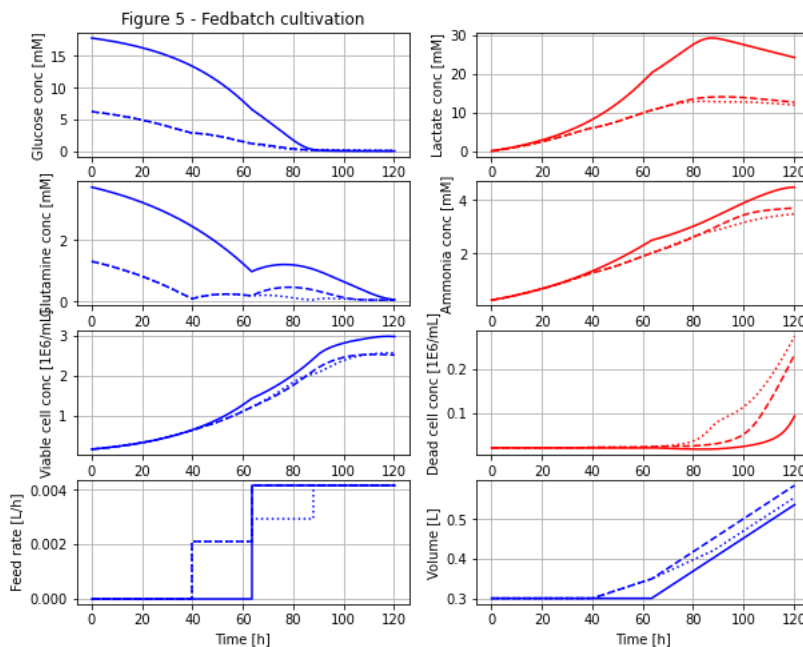 Figure 5 - Fedbatch cultivation
Glucose conc [mM]
15
10
5
0
0 20 40 60 80 100 120
Lactate conc [mM]
30
20
10
0
0 20 40 60 80 100 120
Glutamine conc [mM]
2
0
0 20 40 60 80 100 120
Ammonia conc [mM]
4
2
0 20 40 60 80 100 120
Viable cell conc [1E6/mL]
3
2
1
0 20 40 60 80 100 120
Dead cell conc [1E6/mL]
0.2
0.1
0 20 40 60 80 100 120
Feed rate [L/h]
0.004
0.002
0.000
0 20 40 60 80 100 120
Time [h]
Volume [L]
0.5
0.4
0.3
0 20 40 60 80 100 120
Time [h]